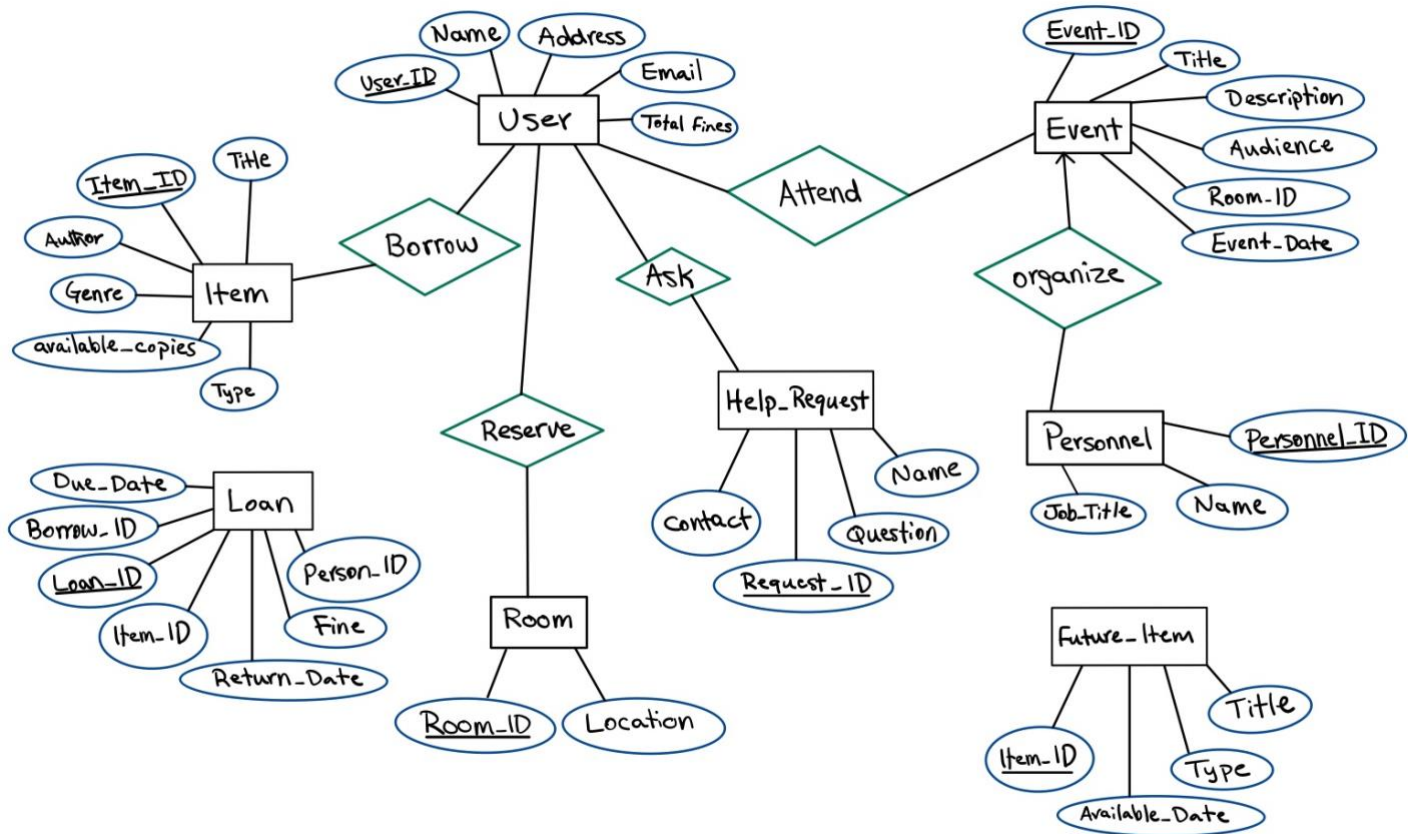 Name
Address
User_ID
Email
User
Total Fines
Event_ID
Title
Description
Event
Audience
Room_ID
Event_Date
Attend
Title
Item_ID
Author
Genre
Item
available_copies
Type
Borrow
Ask
organize
Reserve
Help_Request
Name
Contact
Question
Request_ID
Personnel
Personnel_ID
Job_Title
Name
Due_Date
Loan
Borrow_ID
Loan_ID
Person_ID
Item_ID
Fine
Return_Date
Room
Room_ID
Location
Future_Item
Title
Item_ID
Type
Available_Date